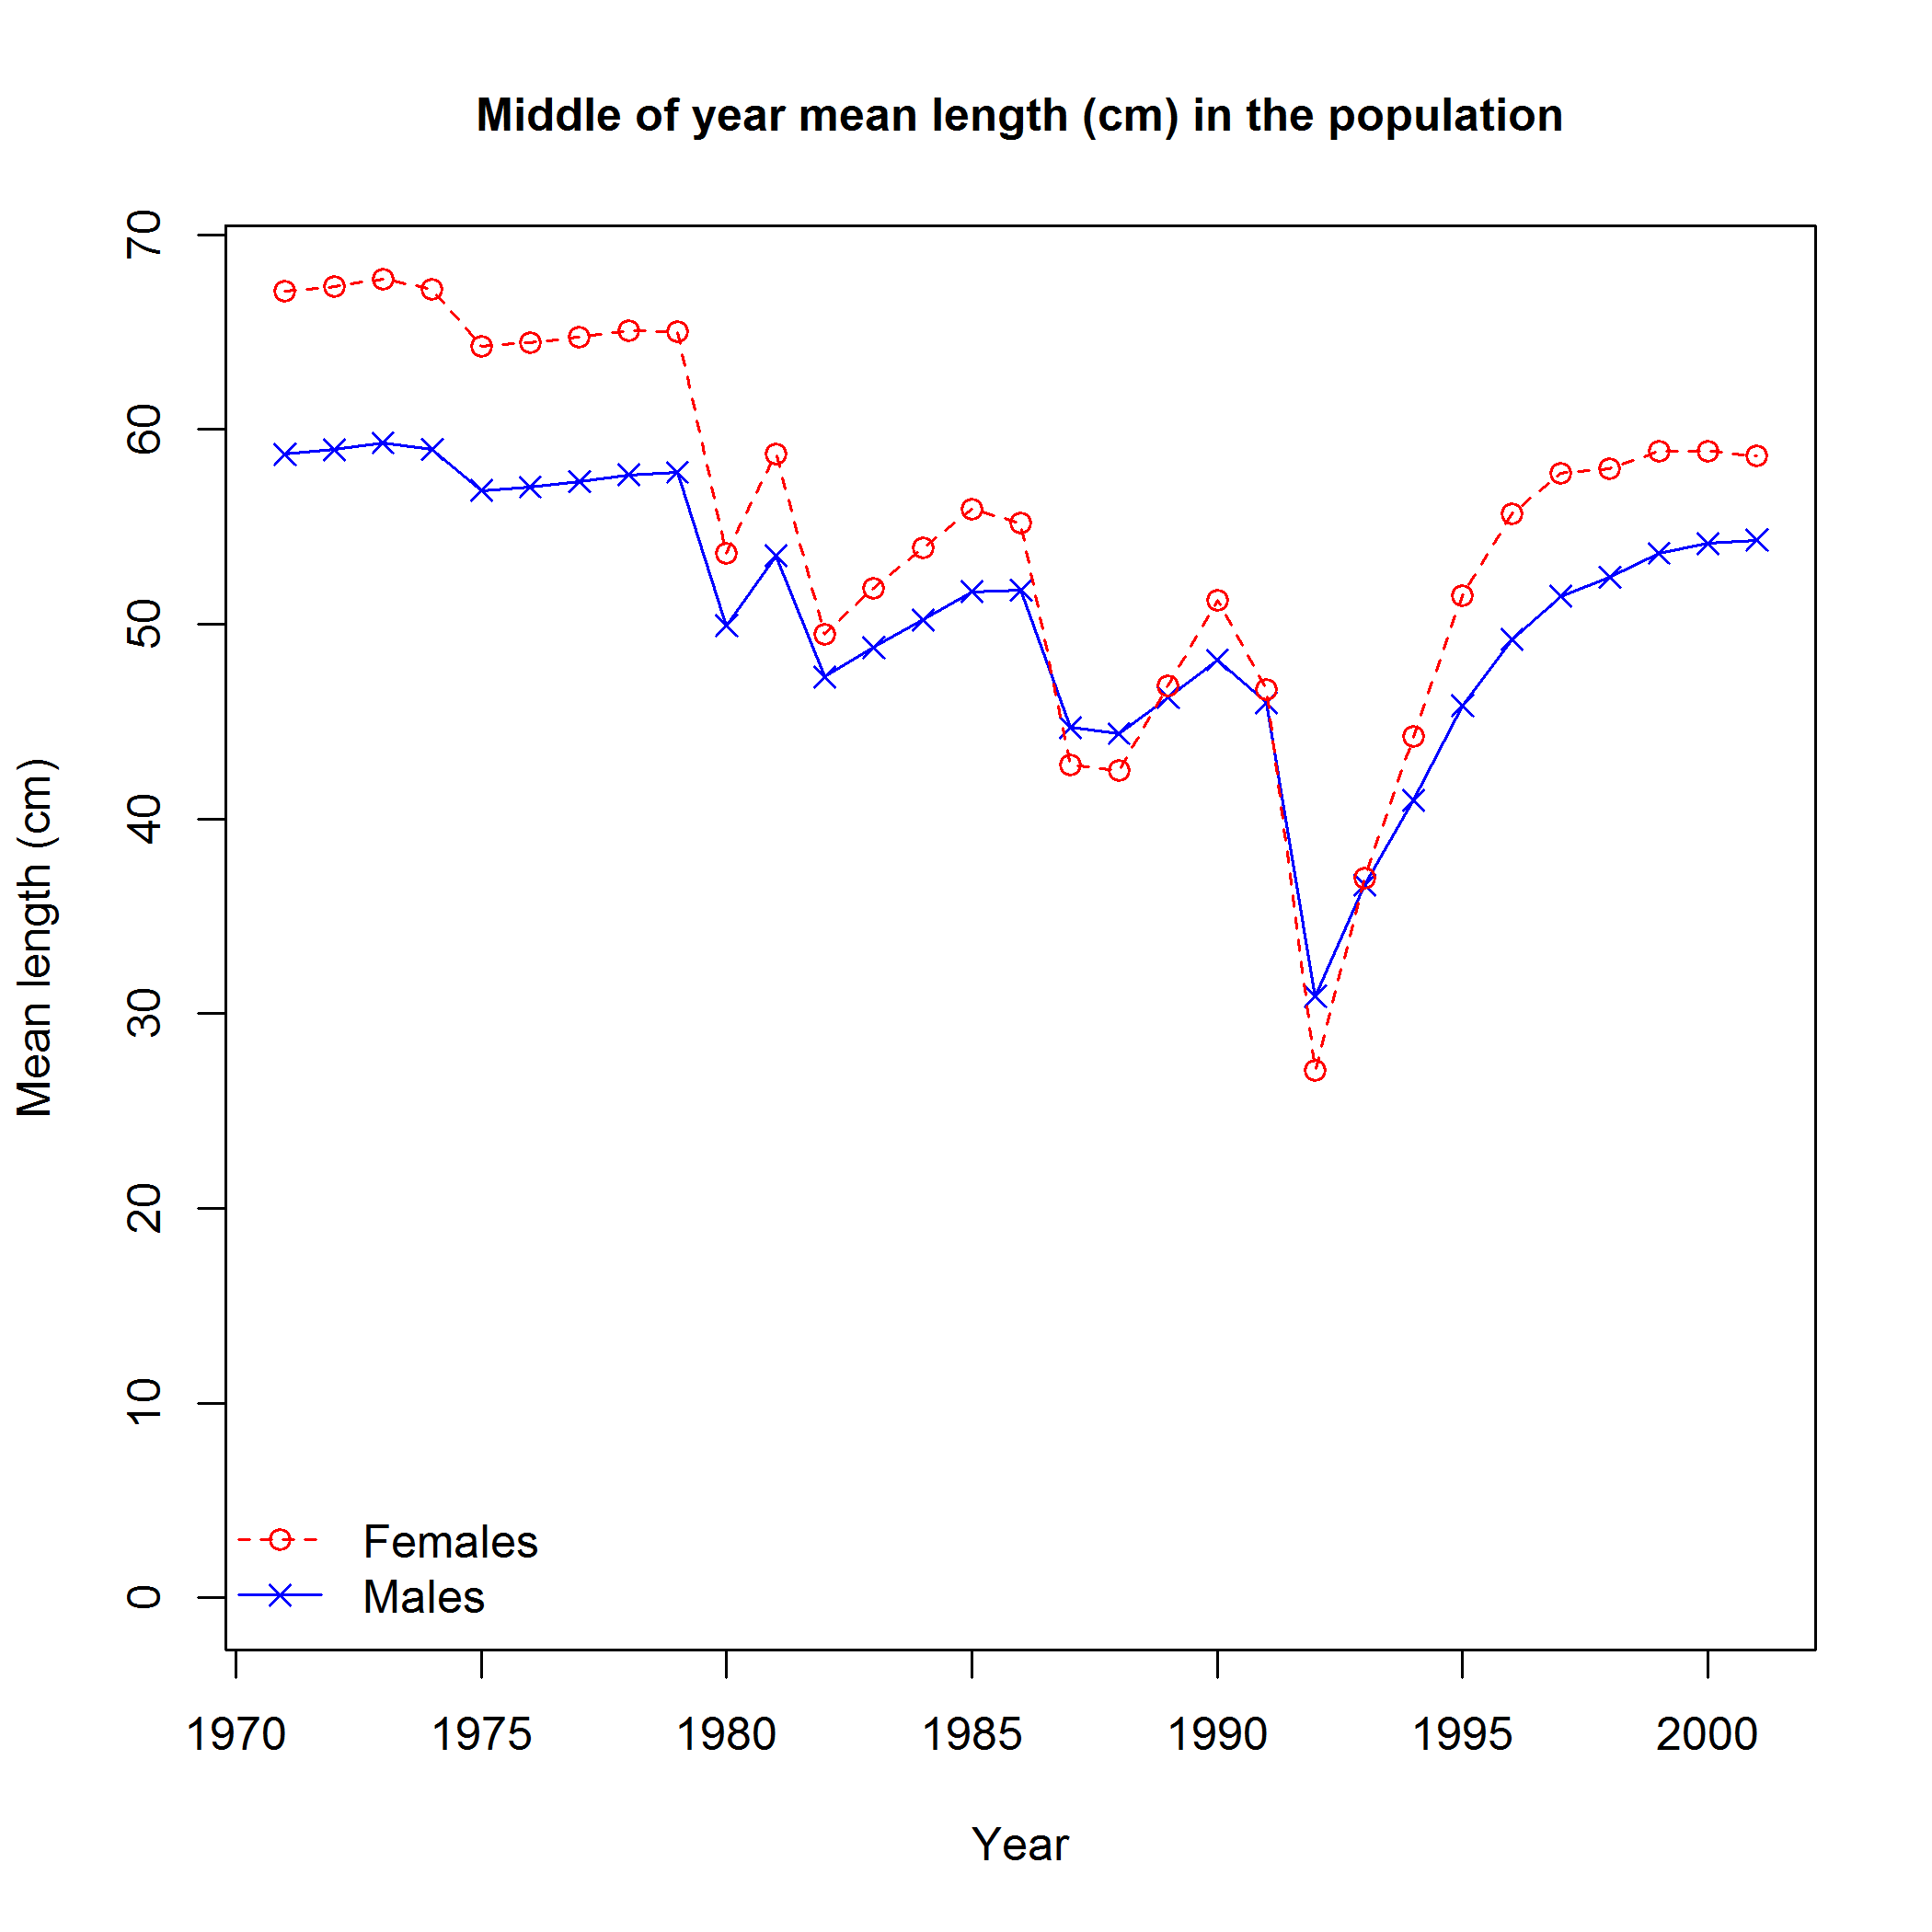 Middle of year mean length (cm) in the population
70
60
50
40
30
20
10
0
Mean length (cm)
Females
Males
1970 1975 1980 1985 1990 1995 2000
Year